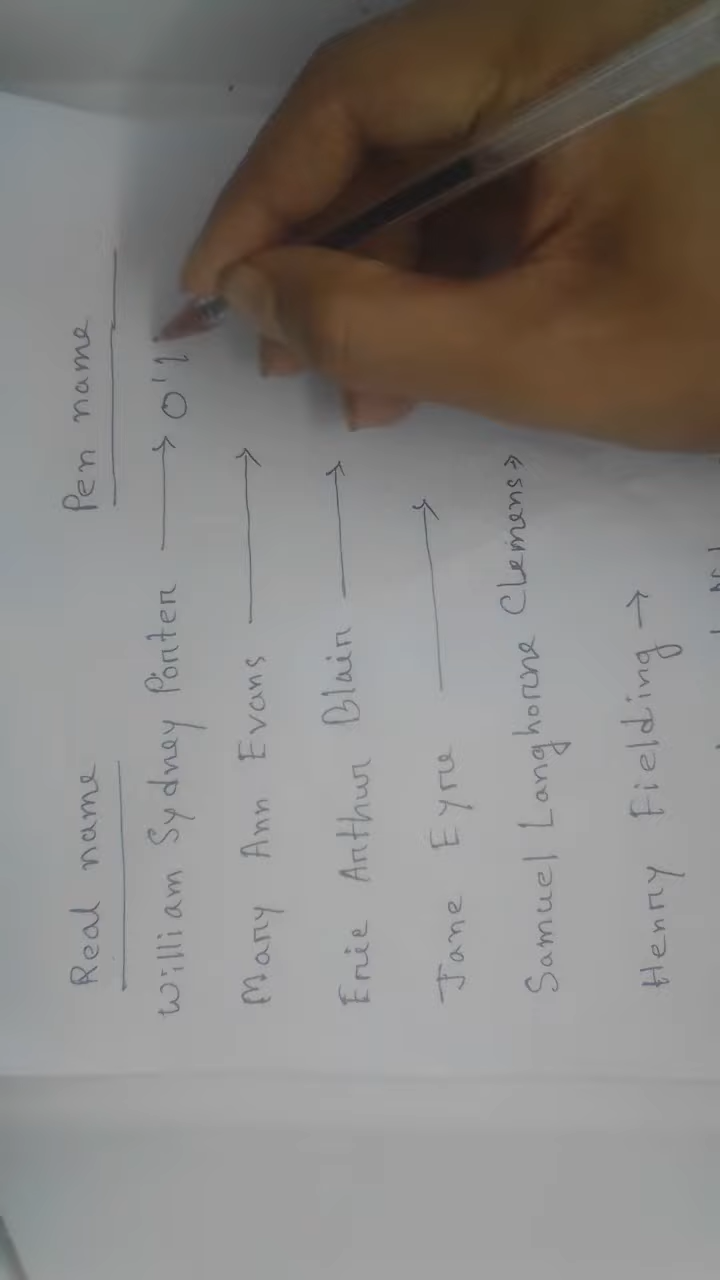 Real name Pen name
William Sydney Porter → O'
Mary Ann Evans →
Eric Arthur Blair →
Jane Eyre →
Samuel Langhorne Clemens →
Henry Fielding →